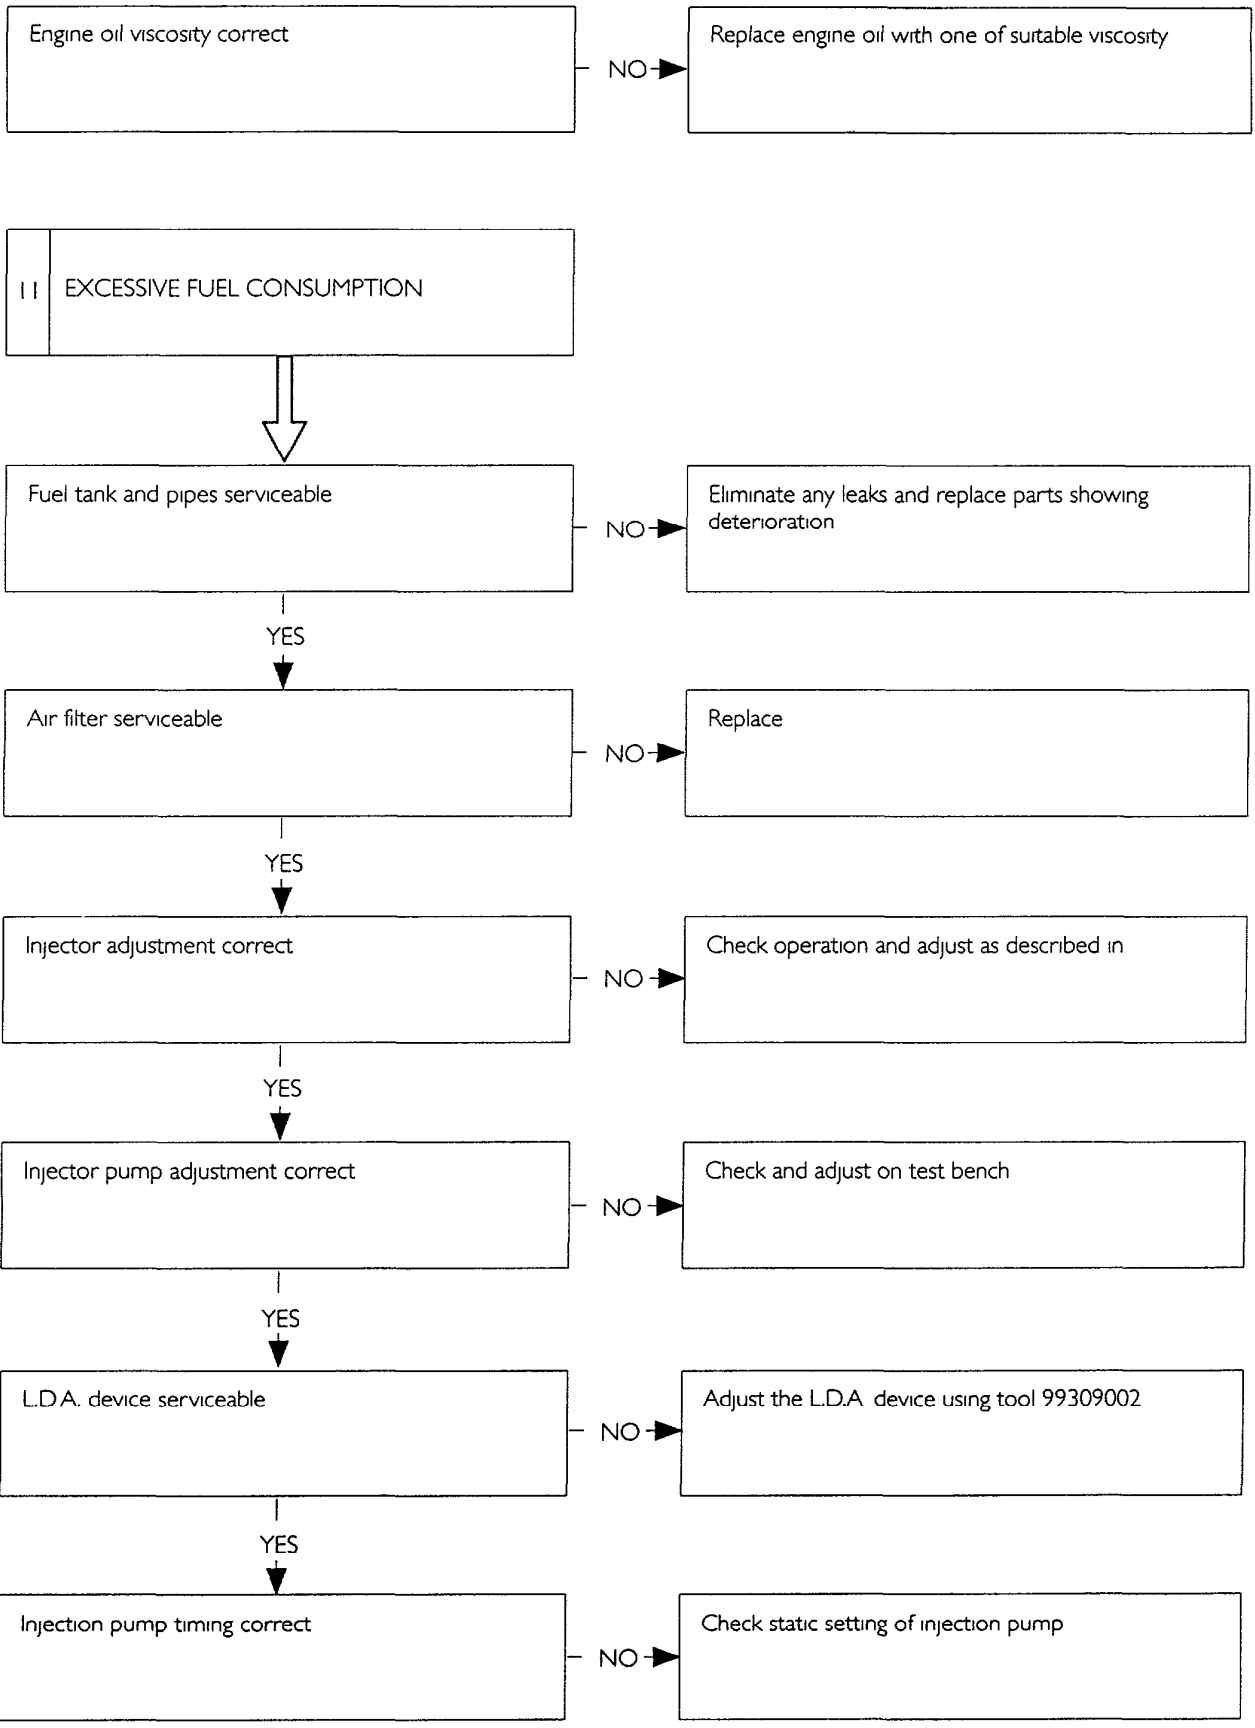 Engine oil viscosity correct
NO
Replace engine oil with one of suitable viscosity
11
EXCESSIVE FUEL CONSUMPTION
Fuel tank and pipes serviceable
NO
Eliminate any leaks and replace parts showing
deterioration
YES
Air filter serviceable
NO
Replace
YES
Injector adjustment correct
NO
Check operation and adjust as described in
YES
Injector pump adjustment correct
NO
Check and adjust on test bench
YES
L.D A. device serviceable
NO
Adjust the L.D.A device using tool 99309002
YES
Injection pump timing correct
NO
Check static setting of injection pump